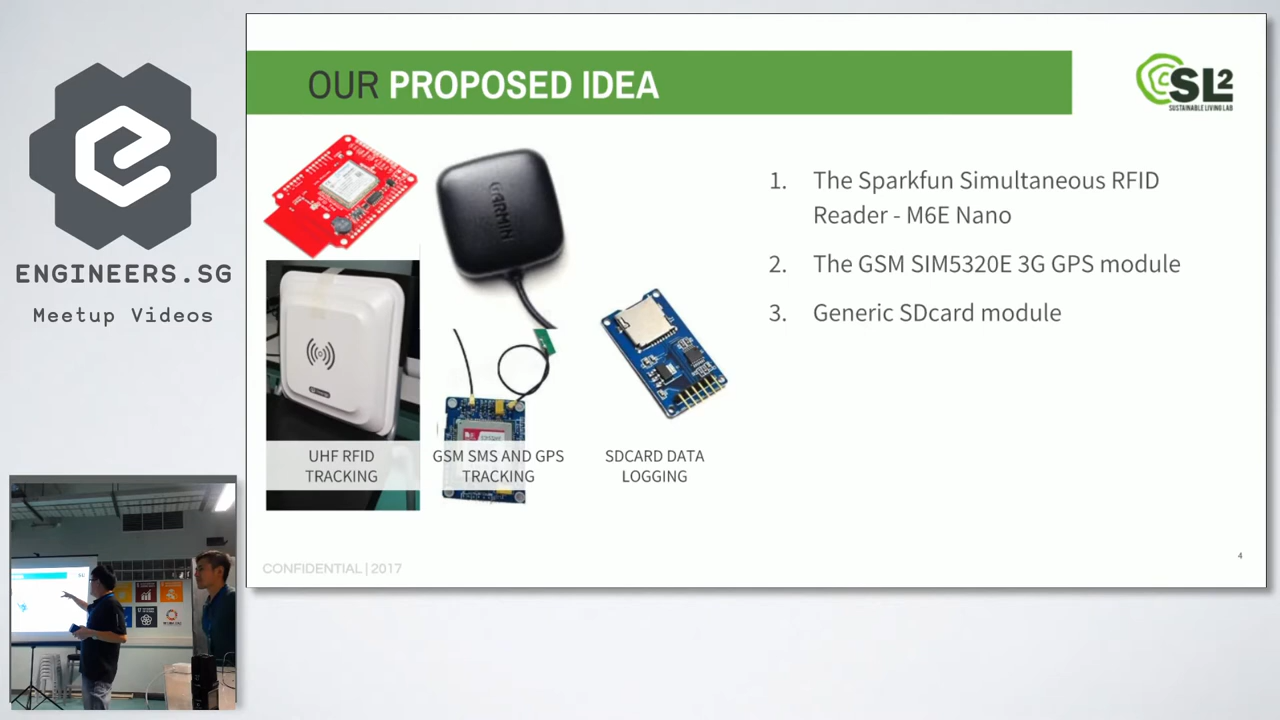 OUR PROPOSED IDEA
SL2
SUSTAINABLE LIVING LAB
ENGINEERS.SG
Meetup Videos
GARMIN
UHF RFID
TRACKING
GSM SMS AND GPS
TRACKING
SDCARD DATA
LOGGING
1. The Sparkfun Simultaneous RFID
Reader - M6E Nano
2. The GSM SIM5320E 3G GPS module
3. Generic SDcard module
CONFIDENTIAL | 2017
4